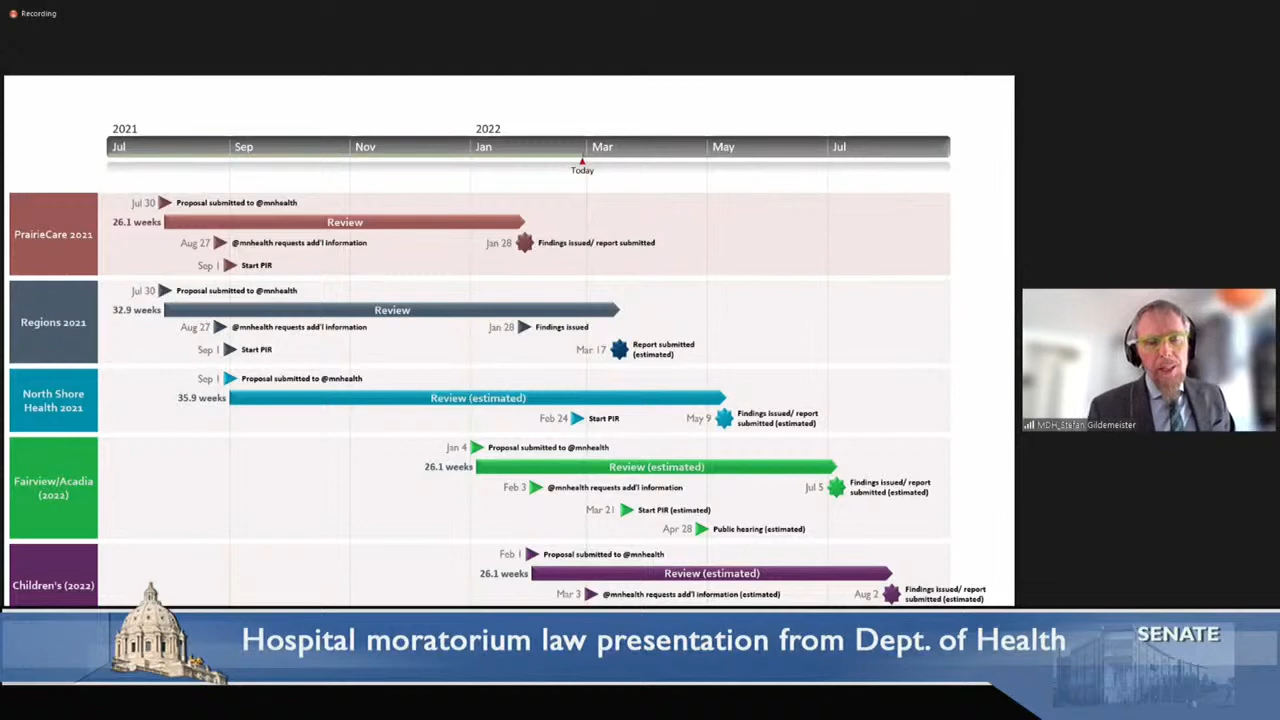 Recording
2021
2022
Jul Sep Nov Jan Mar May Jul
Today
PrairieCare 2021
Jul 30 Proposal submitted to @mnhealth
26.1 weeks Review
Aug 27 @mnhealth requests add'l information
Jan 28 Findings issued/ report submitted
Sep 1 Start PIR
Regions 2021
Jul 30 Proposal submitted to @mnhealth
32.9 weeks Review
Aug 27 @mnhealth requests add'l information
Jan 28 Findings issued
Sep 1 Start PIR
Mar 17 Report submitted
(estimated)
North Shore
Health 2021
Sep 1 Proposal submitted to @mnhealth
35.9 weeks Review (estimated)
Feb 24 Start PIR
May 9 Findings issued/ report
submitted (estimated)
Fairview/Acadia
(2022)
Jan 4 Proposal submitted to @mnhealth
26.1 weeks Review (estimated)
Feb 3 @mnhealth requests add'l information
Jul 5 Findings issued/ report
submitted (estimated)
Mar 21 Start PIR (estimated)
Apr 28 Public hearing (estimated)
Children's (2022)
Feb 1 Proposal submitted to @mnhealth
26.1 weeks Review (estimated)
Mar 3 @mnhealth requests add'l information (estimated)
Aug 2 Findings issued/ report
submitted (estimated)
MDH_Stefan Gildemeister
Hospital moratorium law presentation from Dept. of Health
SENATE